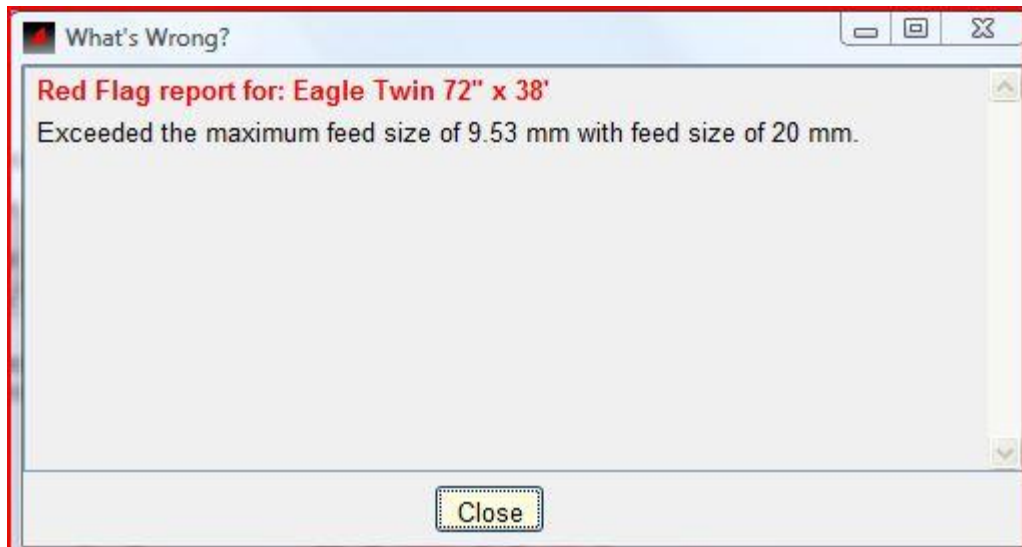 What's Wrong?
Red Flag report for: Eagle Twin 72" x 38'
Exceeded the maximum feed size of 9.53 mm with feed size of 20 mm.
Close